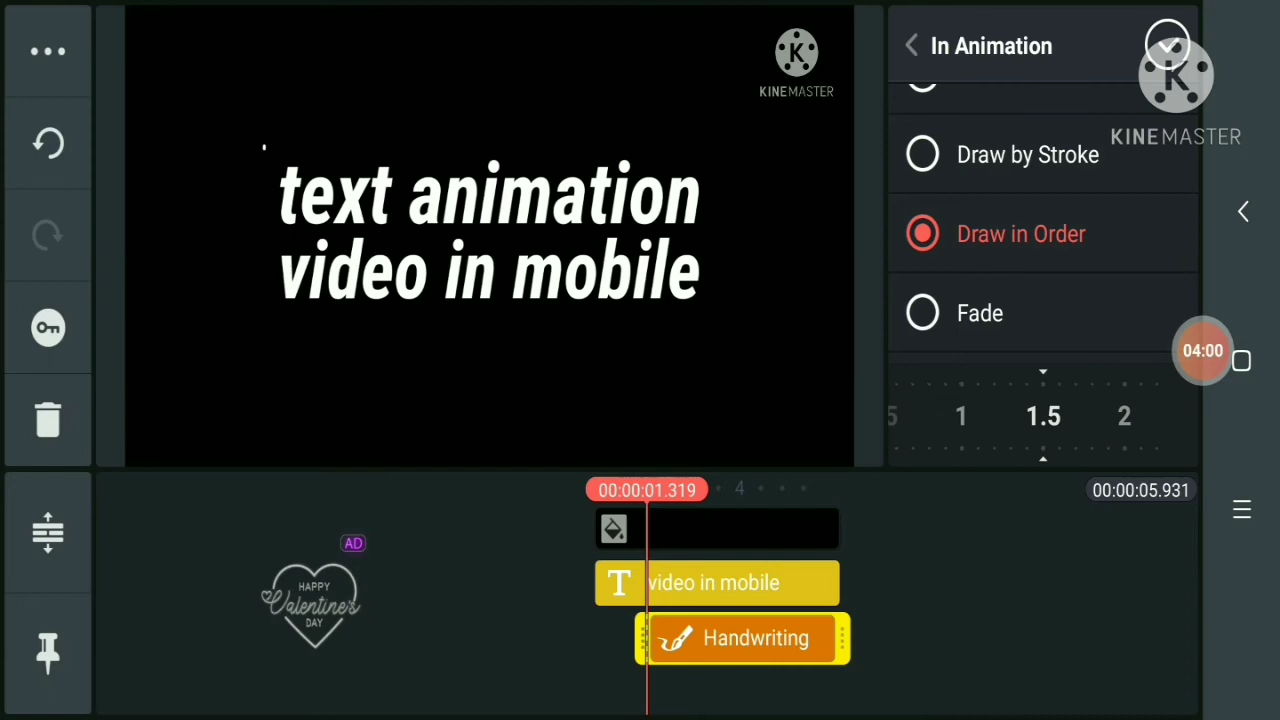 In Animation
KINEMASTER
KINEMASTER
Draw by Stroke
text animation
video in mobile
Draw in Order
Fade
04:00
5 1 1.5 2
00:00:01.319
4
00:00:05.931
AD
HAPPY
Valentine's
DAY
T video in mobile
Handwriting